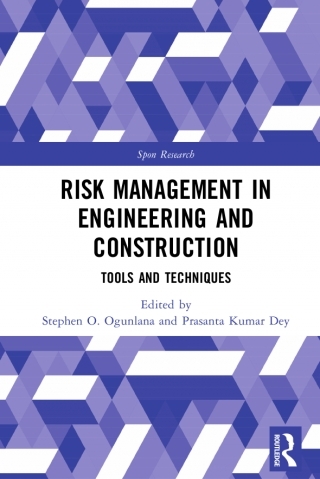 Spon Research
RISK MANAGEMENT IN
ENGINEERING AND
CONSTRUCTION
TOOLS AND TECHNIQUES
Edited by
Stephen O. Ogunlana and Prasanta Kumar Dey
ROUTLEDGE